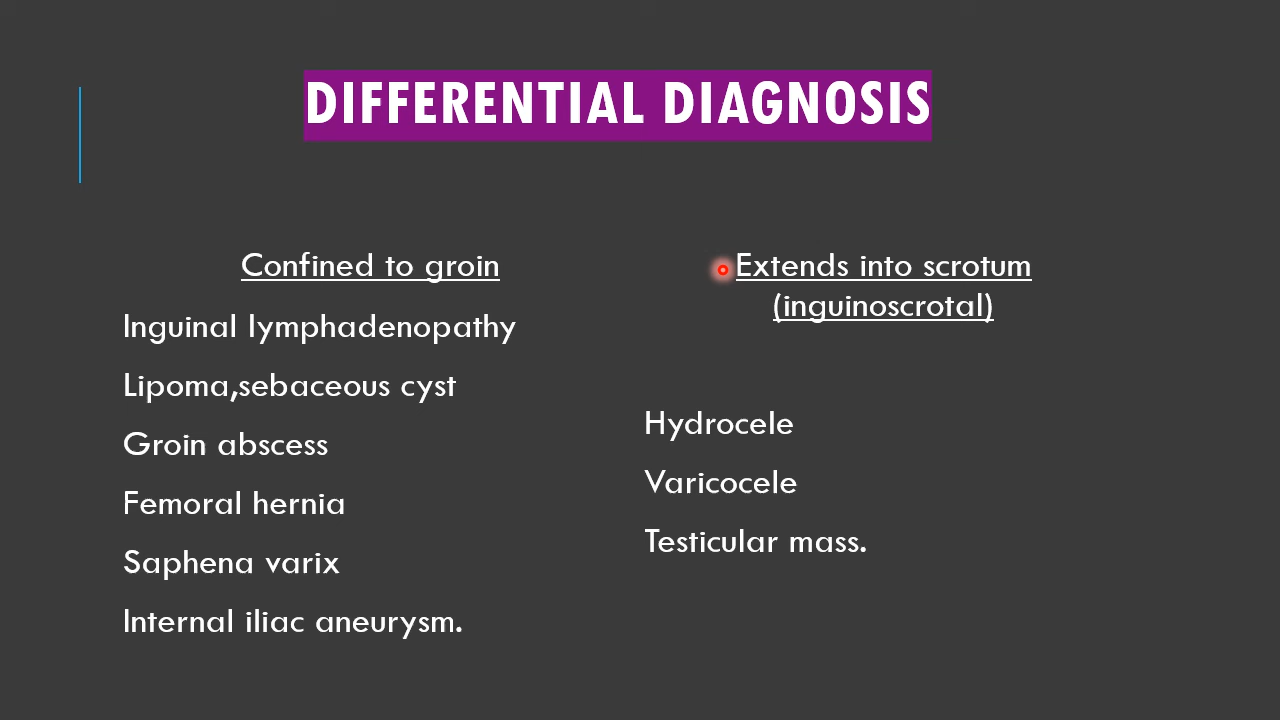 DIFFERENTIAL DIAGNOSIS
Confined to groin
Inguinal lymphadenopathy
Lipoma,sebaceous cyst
Groin abscess
Femoral hernia
Saphena varix
Internal iliac aneurysm.
Extends into scrotum
(inguinoscrotal)
Hydrocele
Varicocele
Testicular mass.